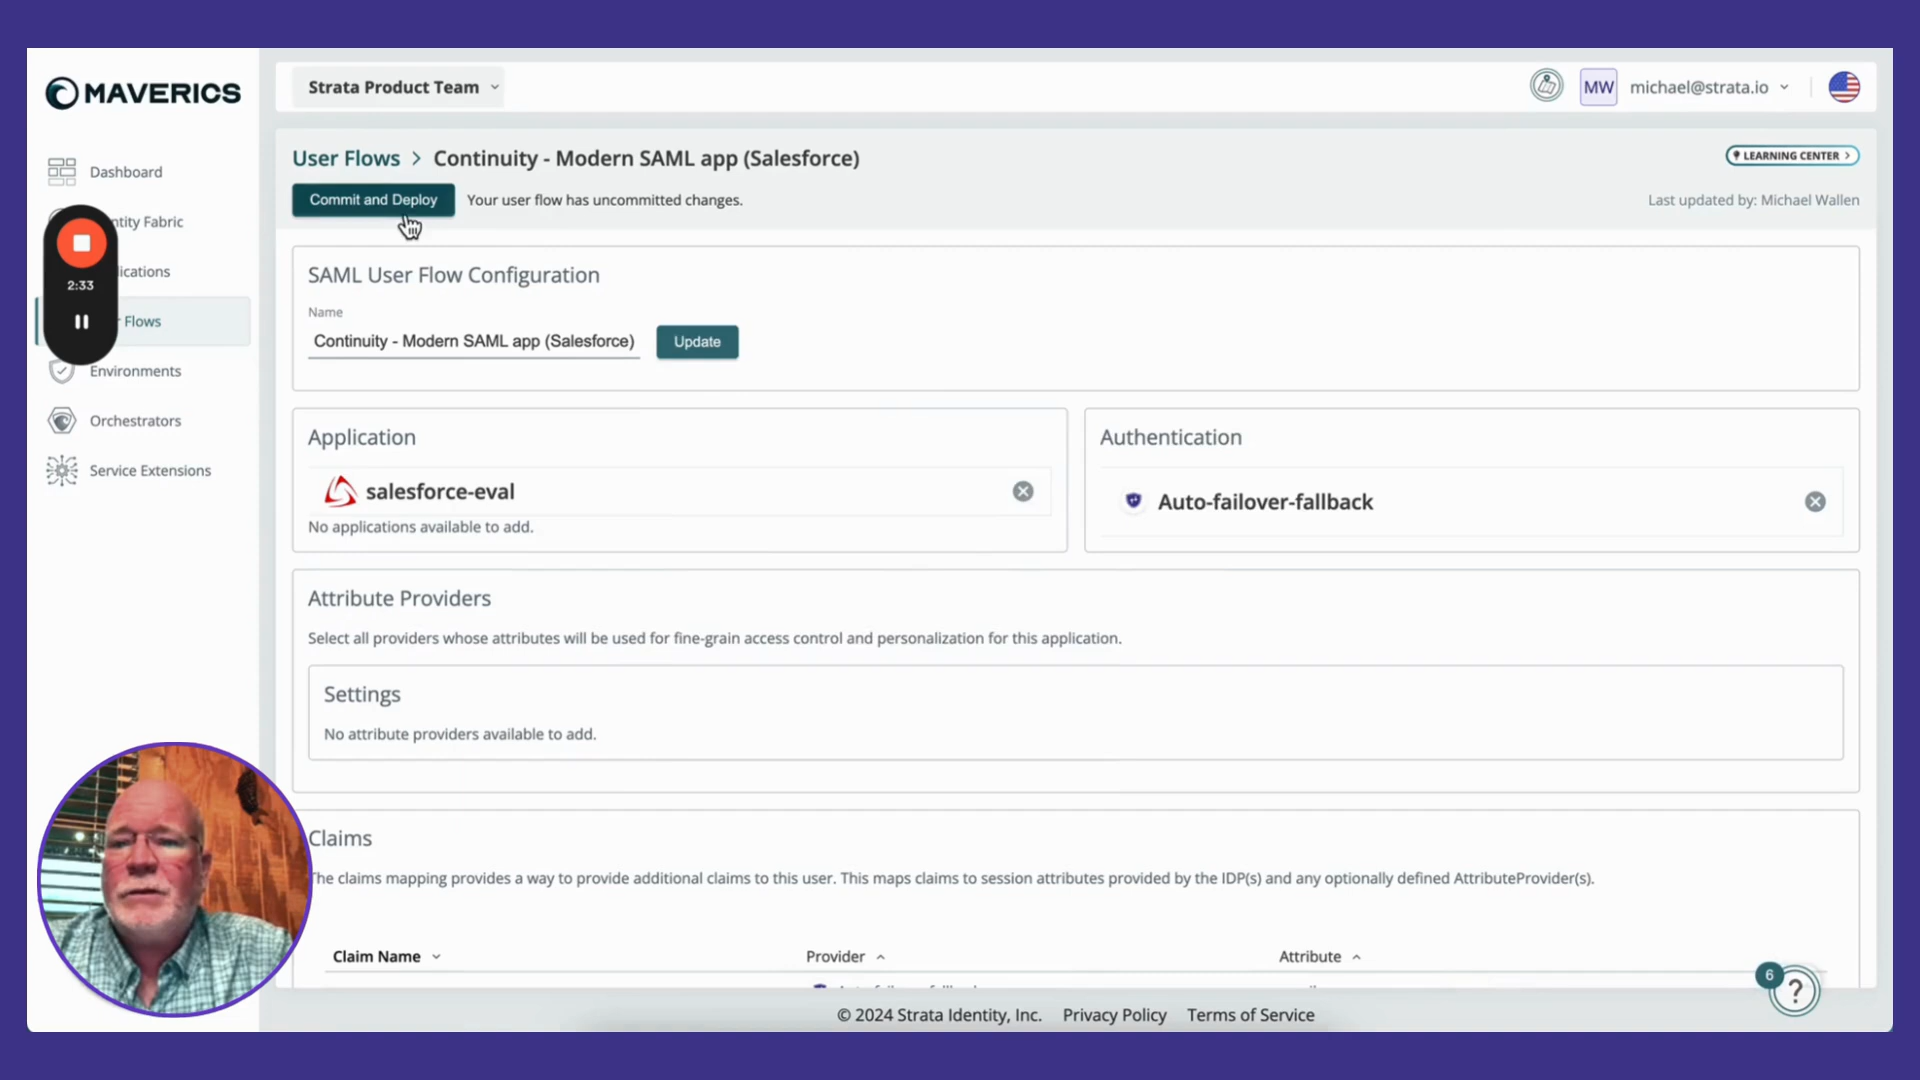 MAVERICS
Strata Product Team
MW
michael@strata.io
Dashboard
ntity Fabric
lications
r Flows
Environments
Orchestrators
Service Extensions
2:33
User Flows > Continuity - Modern SAML app (Salesforce)
LEARNING CENTER >
Commit and Deploy
Your user flow has uncommitted changes.
Last updated by: Michael Wallen
SAML User Flow Configuration
Name
Continuity - Modern SAML app (Salesforce)
Update
Application
salesforce-eval
No applications available to add.
Authentication
Auto-failover-fallback
Attribute Providers
Select all providers whose attributes will be used for fine-grain access control and personalization for this application.
Settings
No attribute providers available to add.
Claims
The claims mapping provides a way to provide additional claims to this user. This maps claims to session attributes provided by the IDP(s) and any optionally defined AttributeProvider(s).
Claim Name
Provider
Attribute
6
?
© 2024 Strata Identity, Inc.
Privacy Policy
Terms of Service